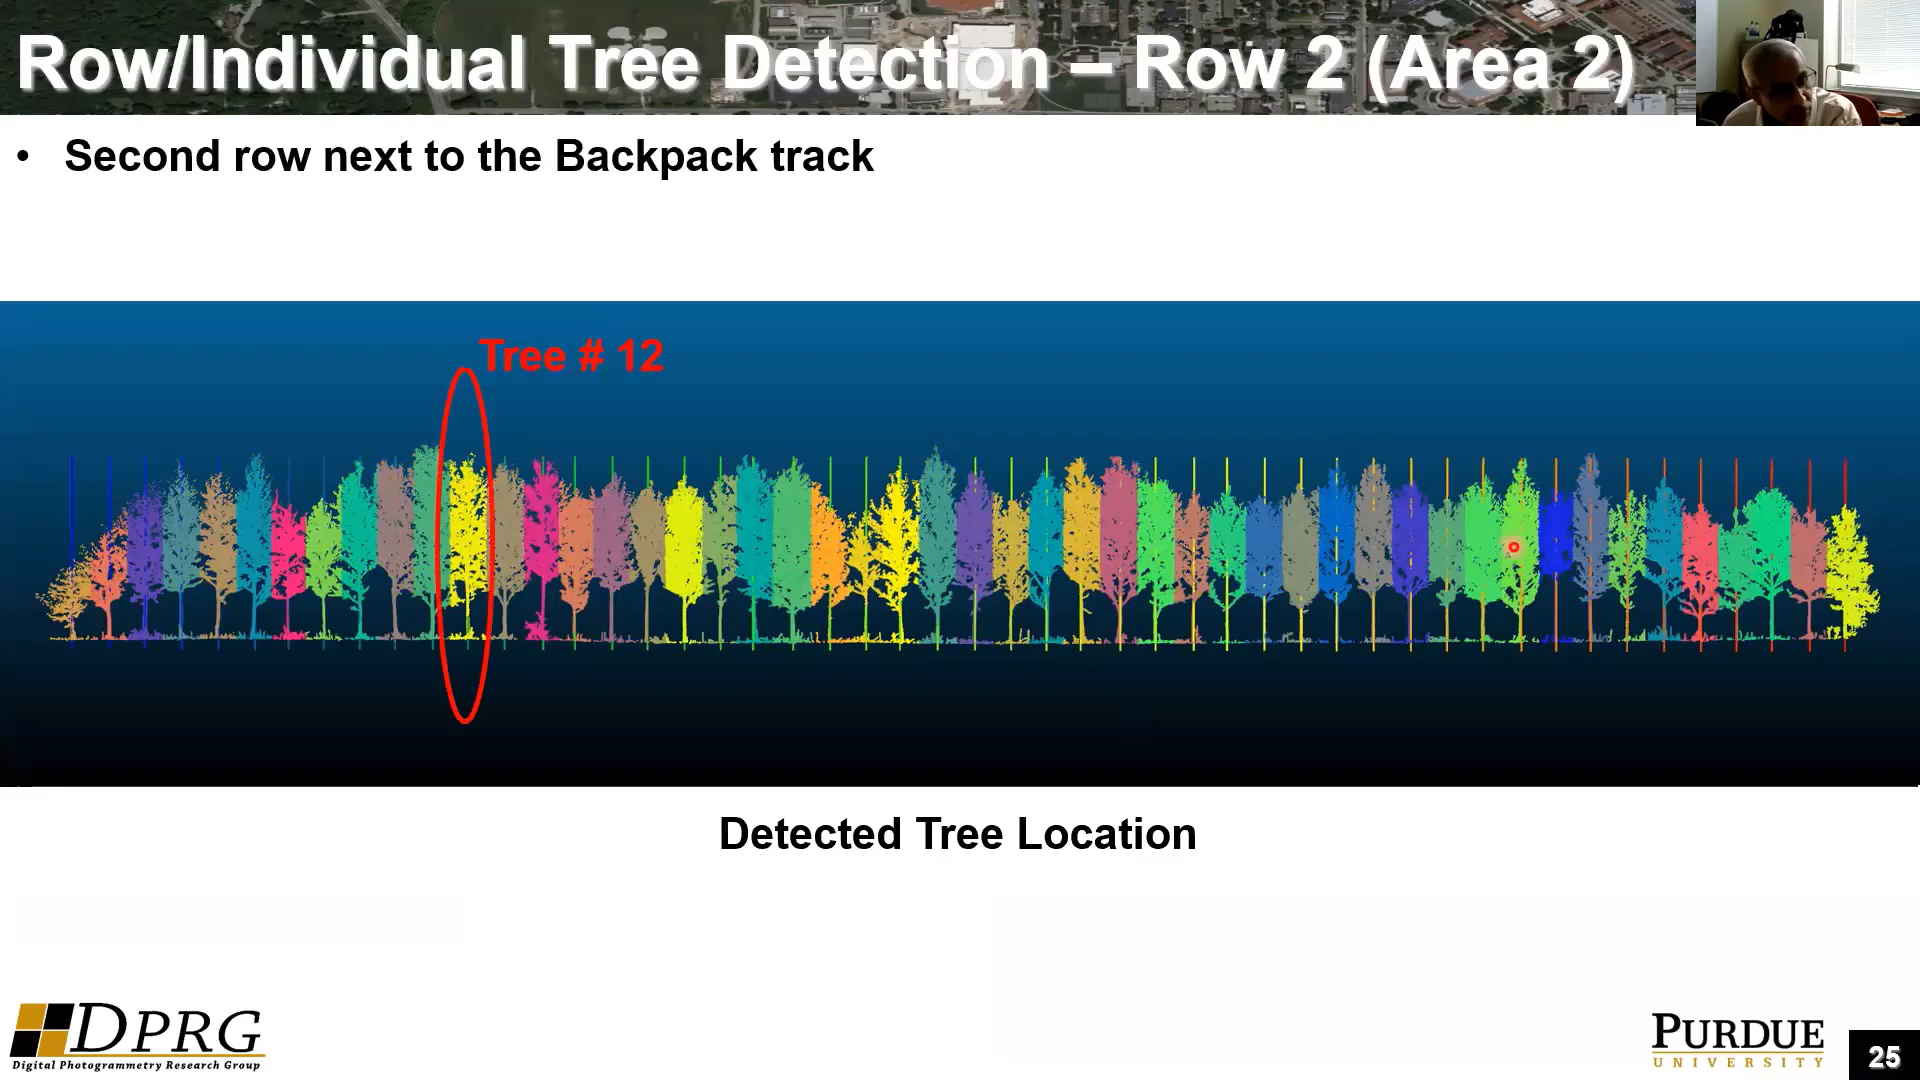 Row/Individual Tree Detection – Row 2 (Area 2)
• Second row next to the Backpack track
Tree # 12
Detected Tree Location
DPRG
Digital Photogrammetry Research Group
PURDUE
UNIVERSITY
25